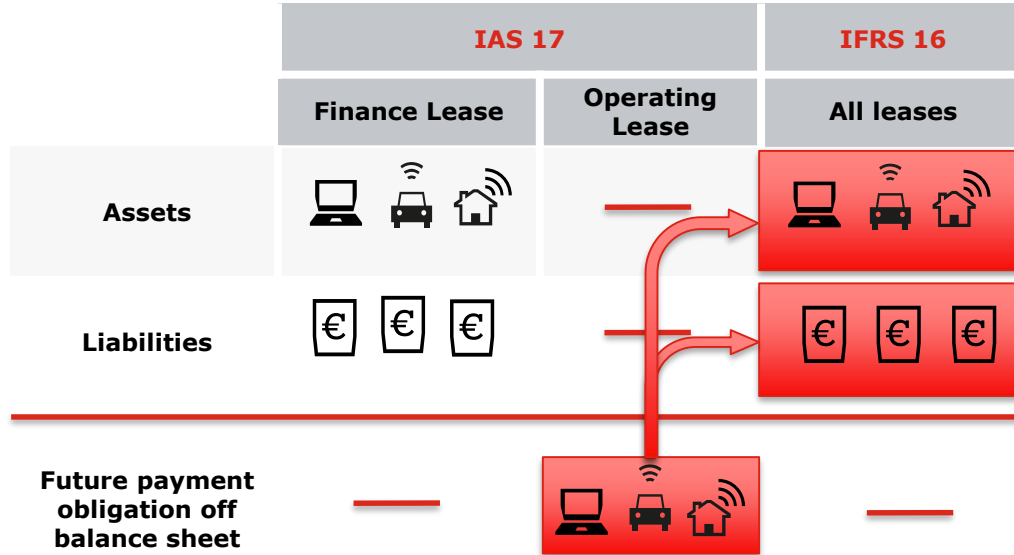 IAS 17
IFRS 16
Finance Lease
Operating
Lease
All leases
Assets
€ € €
€ € €
Liabilities
Future payment
obligation off
balance sheet